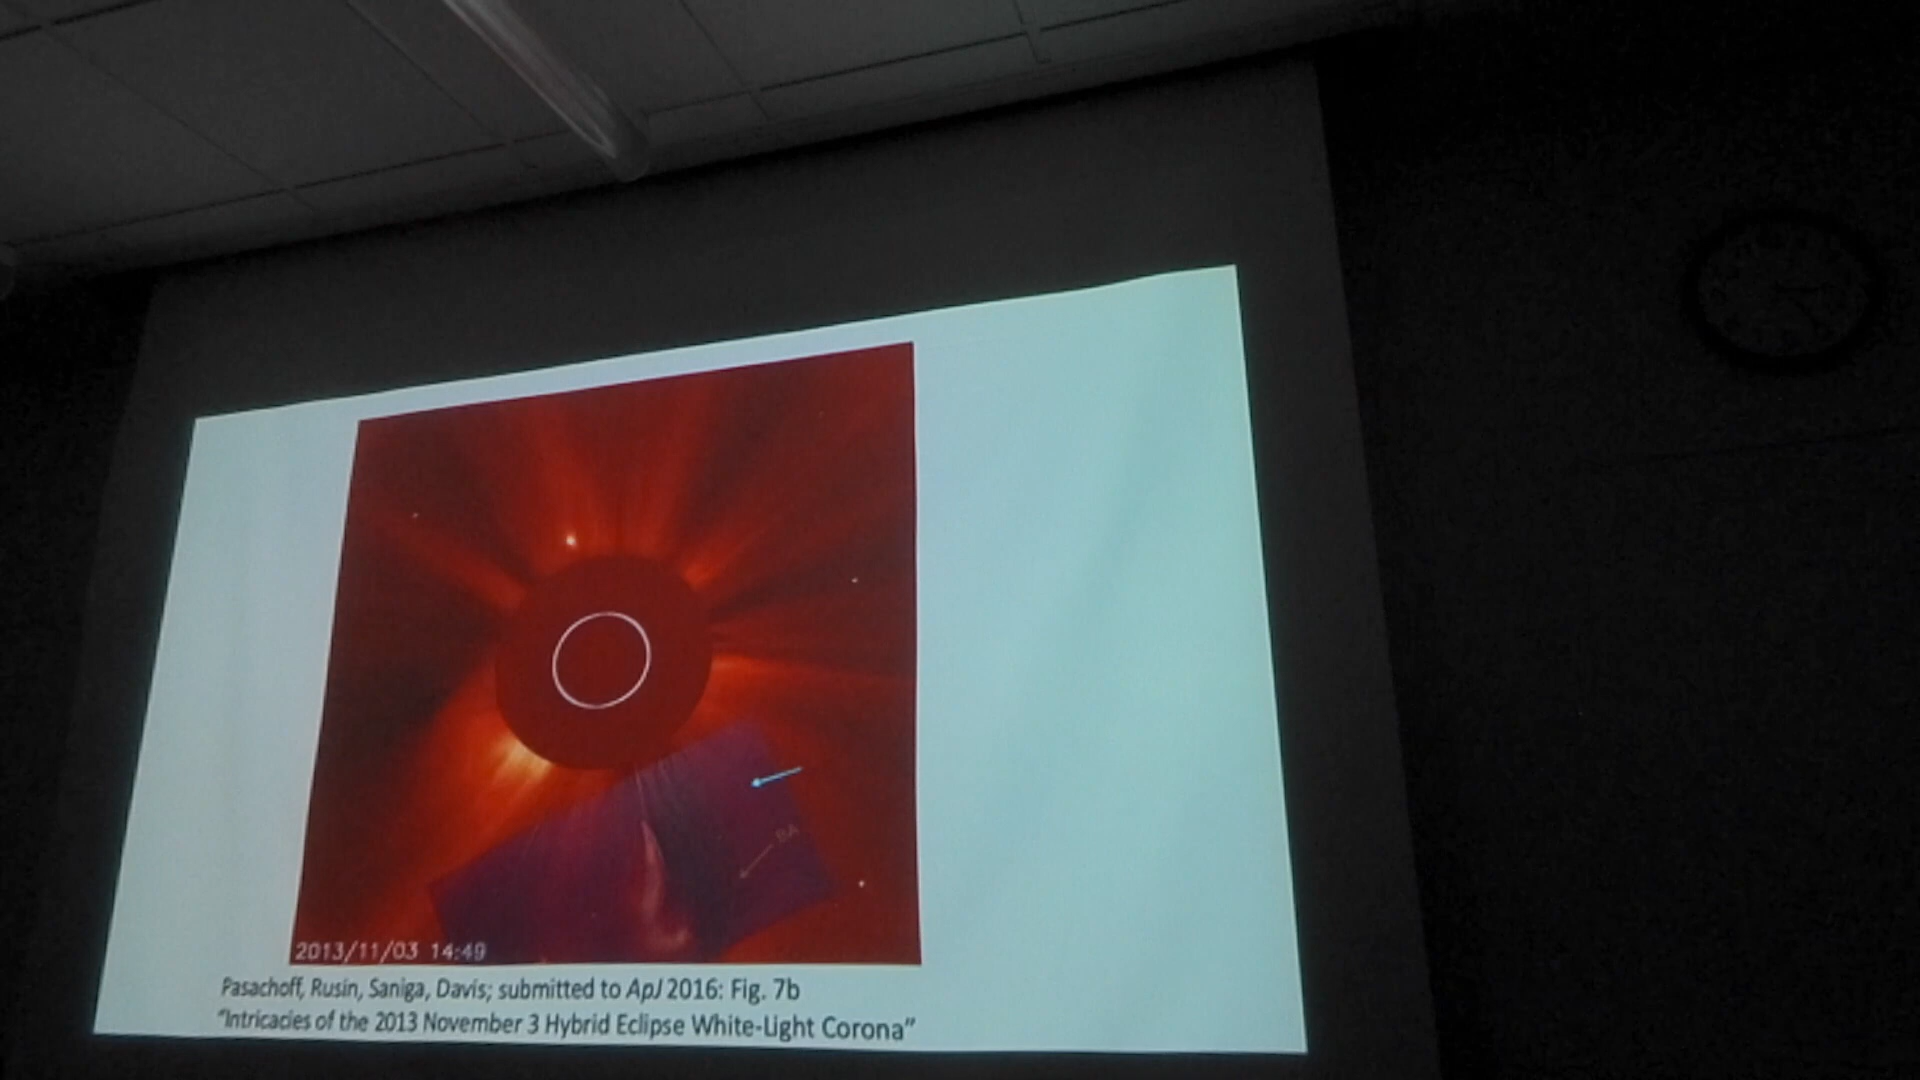 BA
2013/11/03 14:49
Pasachoff, Rusin, Saniga, Davis; submitted to ApJ 2016: Fig. 7b
"Intricacies of the 2013 November 3 Hybrid Eclipse White-Light Corona"